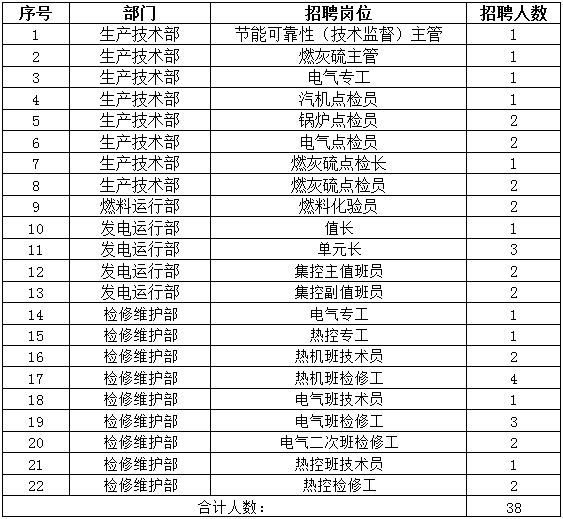 序号 部门 招聘岗位 招聘人数
1 生产技术部 节能可靠性（技术监督）主管 1
2 生产技术部 燃灰硫主管 1
3 生产技术部 电气专工 1
4 生产技术部 汽机点检员 1
5 生产技术部 锅炉点检员 2
6 生产技术部 电气点检员 2
7 生产技术部 燃灰硫点检长 1
8 生产技术部 燃灰硫点检员 2
9 燃料运行部 燃料化验员 2
10 发电运行部 值长 1
11 发电运行部 单元长 3
12 发电运行部 集控主值班员 2
13 发电运行部 集控副值班员 2
14 检修维护部 电气专工 1
15 检修维护部 热控专工 1
16 检修维护部 热机班技术员 2
17 检修维护部 热机班检修工 4
18 检修维护部 电气班技术员 1
19 检修维护部 电气班检修工 3
20 检修维护部 电气二次班检修工 2
21 检修维护部 热控班技术员 1
22 检修维护部 热控检修工 2
合计人数： 38